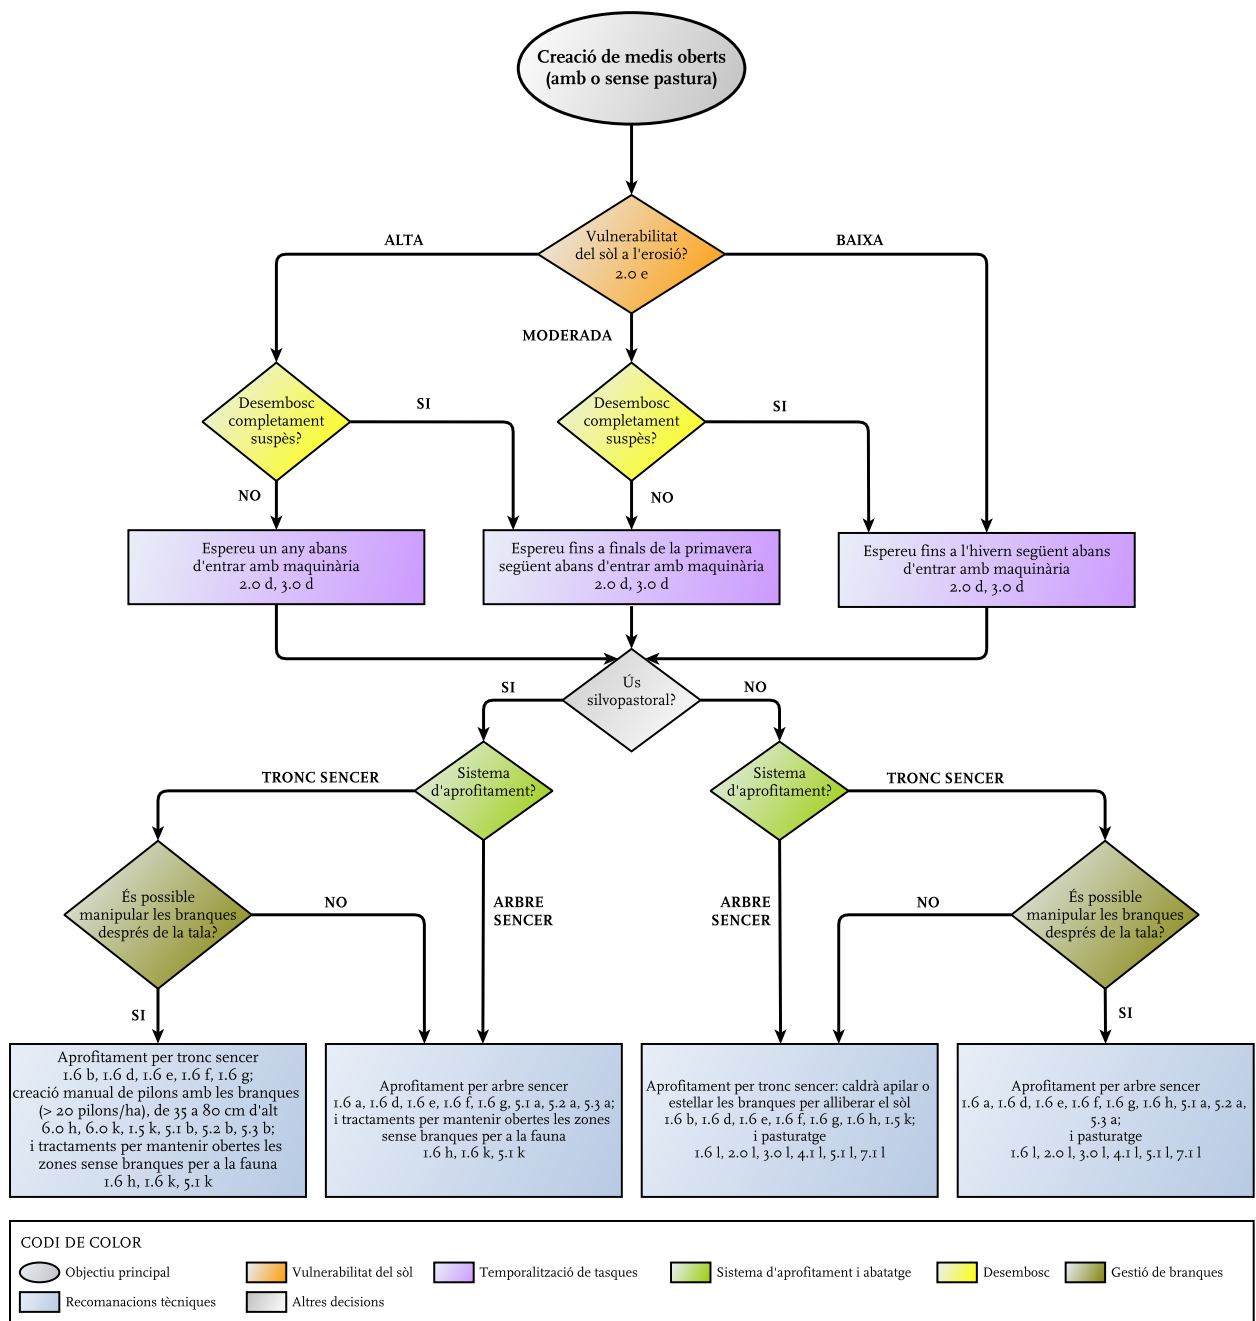 Creació de medis oberts
(amb o sense pastura)
Vulnerabilitat
del sòl a l'erosió?
2.0 e
ALTA
BAIXA
MODERADA
Desembosc
completament
suspès?
SI
Desembosc
completament
suspès?
SI
NO
NO
Espereu un any abans
d'entrar amb maquinària
2.0 d, 3.0 d
Espereu fins a finals de la primavera
següent abans d'entrar amb maquinària
2.0 d, 3.0 d
Espereu fins a l'hivern següent abans
d'entrar amb maquinària
2.0 d, 3.0 d
Ús
silvopastoral?
SI
NO
Sistema
d'aprofitament?
Sistema
d'aprofitament?
TRONC SENCER
TRONC SENCER
És possible
manipular les branques
després de la tala?
NO
ARBRE
SENCER
ARBRE
SENCER
NO
És possible
manipular les branques
després de la tala?
SI
SI
Aprofitament per tronc sencer
1.6 b, 1.6 d, 1.6 e, 1.6 f, 1.6 g;
creació manual de pilons amb les branques
(> 20 pilons/ha), de 35 a 80 cm d'alt
6.0 h, 6.0 k, 1.5 k, 5.1 b, 5.2 b, 5.3 b;
i tractaments per mantenir obertes les
zones sense branques per a la fauna
1.6 h, 1.6 k, 5.1 k
Aprofitament per arbre sencer
1.6 a, 1.6 d, 1.6 e, 1.6 f, 1.6 g, 5.1 a, 5.2 a, 5.3 a;
i tractaments per mantenir obertes les zones
sense branques per a la fauna
1.6 h, 1.6 k, 5.1 k
Aprofitament per tronc sencer: caldrà apilar o
estellar les branques per alliberar el sòl
1.6 b, 1.6 d, 1.6 e, 1.6 f, 1.6 g, 1.6 h, 1.5 k;
i pasturatge
1.6 l, 2.0 l, 3.0 l, 4.1 l, 5.1 l, 7.1 l
Aprofitament per arbre sencer
1.6 a, 1.6 d, 1.6 e, 1.6 f, 1.6 g, 1.6 h, 5.1 a, 5.2 a,
5.3 a;
i pasturatge
1.6 l, 2.0 l, 3.0 l, 4.1 l, 5.1 l, 7.1 l
CODI DE COLOR
Objectiu principal
Vulnerabilitat del sòl
Temporalització de tasques
Sistema d'aprofitament i abatatge
Desembosc
Gestió de branques
Recomanacions tècniques
Altres decisions